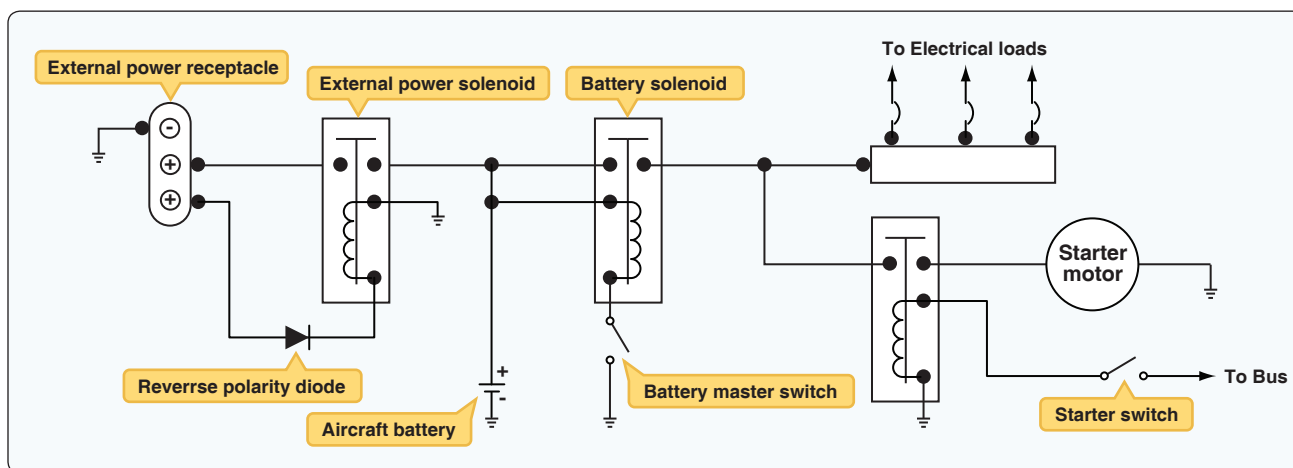 To Electrical loads
External power receptacle
External power solenoid
Battery solenoid
-
+
+
Starter
motor
Reverrse polarity diode
+
-
Battery master switch
To Bus
Aircraft battery
Starter switch